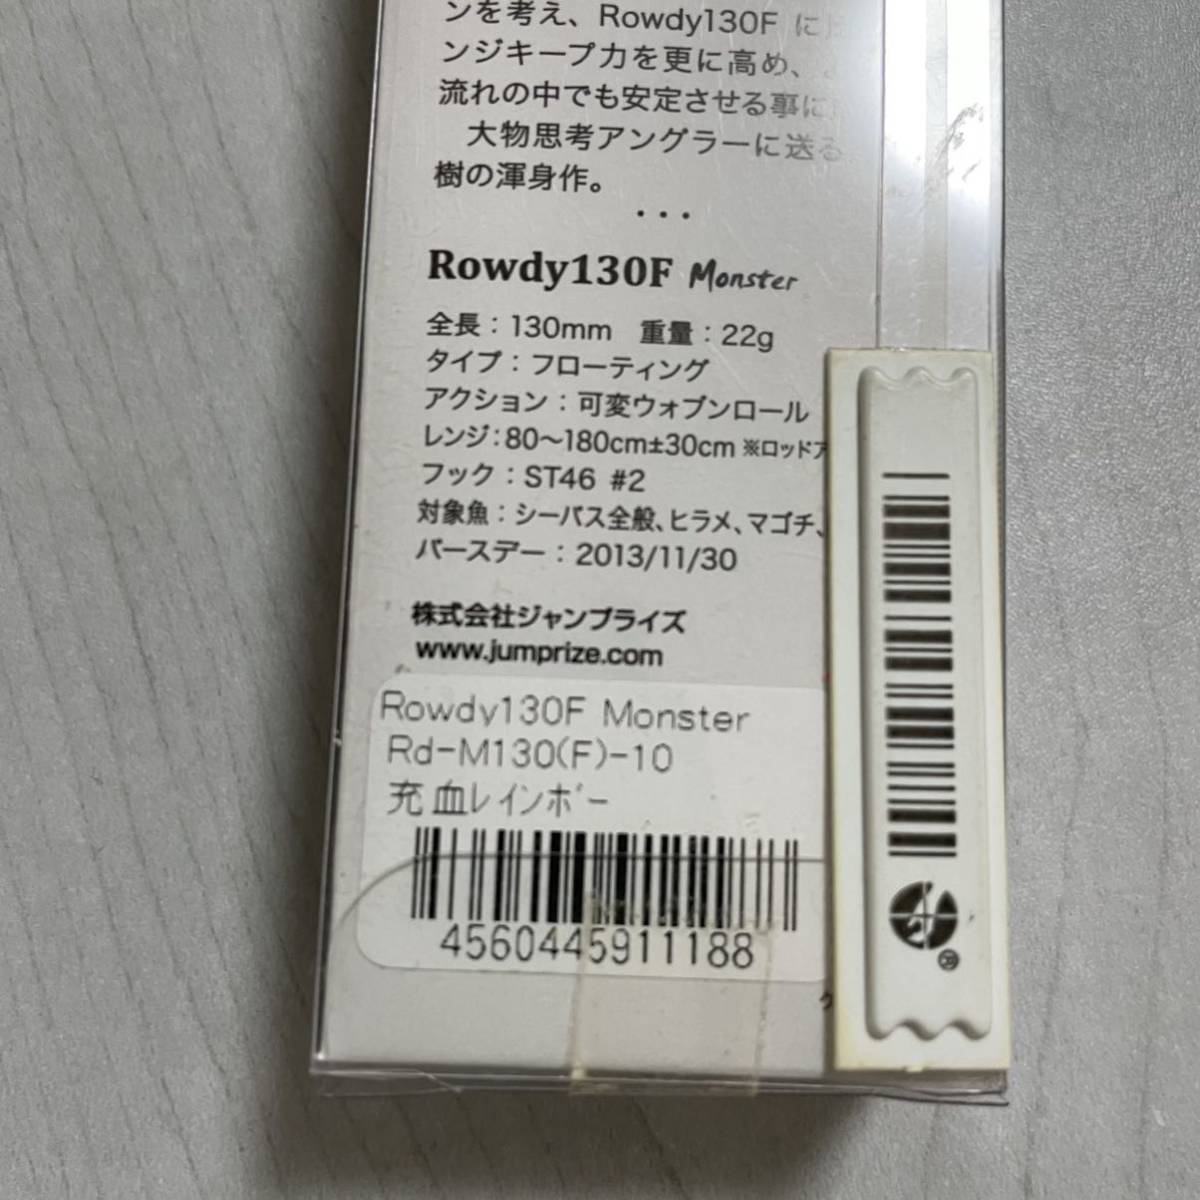 ンを考え、Rowdy130F に
ンジキープ力を更に高め、
流れの中でも安定させる事に
大物思考アングラーに送る
樹の渾身作。
・・・
Rowdy130F Monster
全長：130mm　重量：22g
タイプ：フローティング
アクション：可変ウォブンロール
レンジ：80〜180cm±30cm ※ロッドア
フック：ST46 #2
対象魚：シーバス全般、ヒラメ、マゴチ、
バースデー：2013/11/30
株式会社ジャンプライズ
www.jumprize.com
Rowdy130F Monster
Rd-M130(F)-10
充血レインボー
4560445911188
®